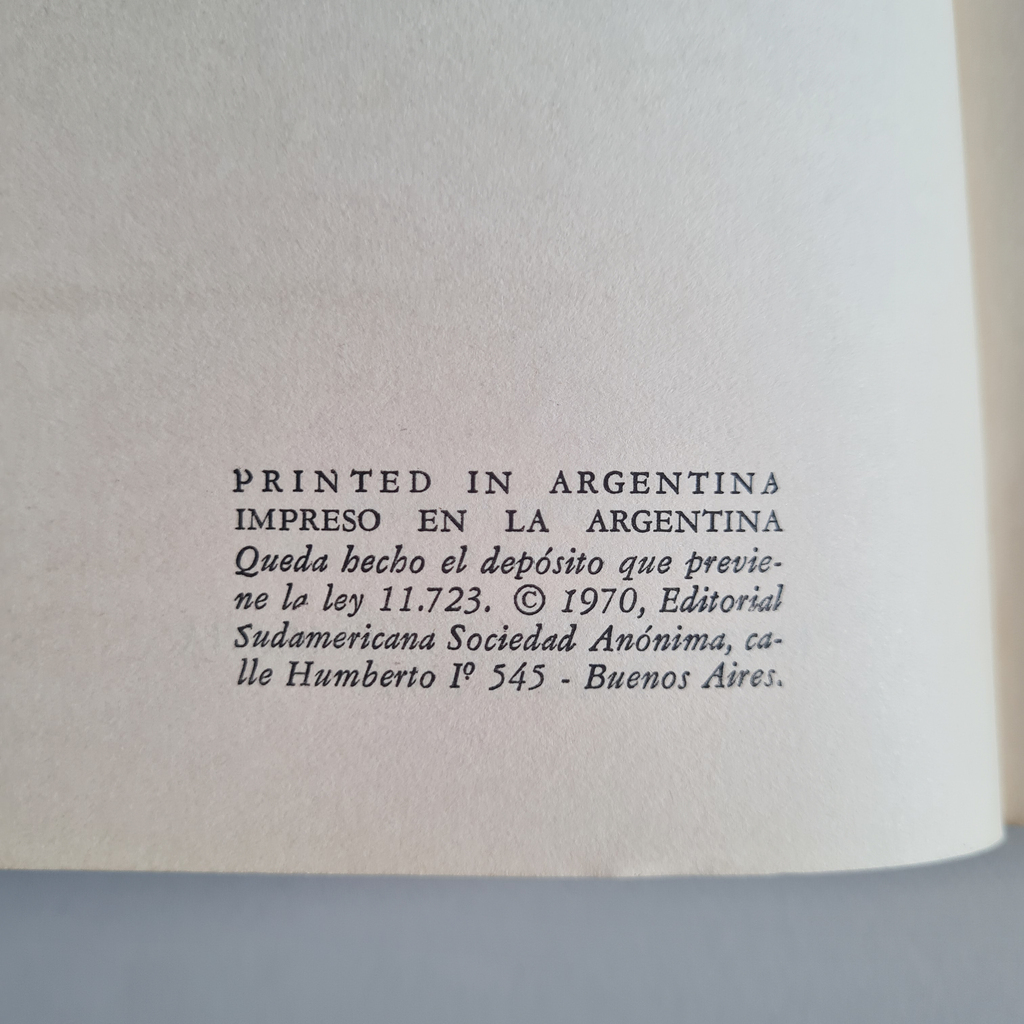 PRINTED IN ARGENTINA
IMPRESO EN LA ARGENTINA
Queda hecho el depósito que previe-
ne la ley 11.723. © 1970, Editorial
Sudamericana Sociedad Anónima, ca-
lle Humberto Iº 545 - Buenos Aires.